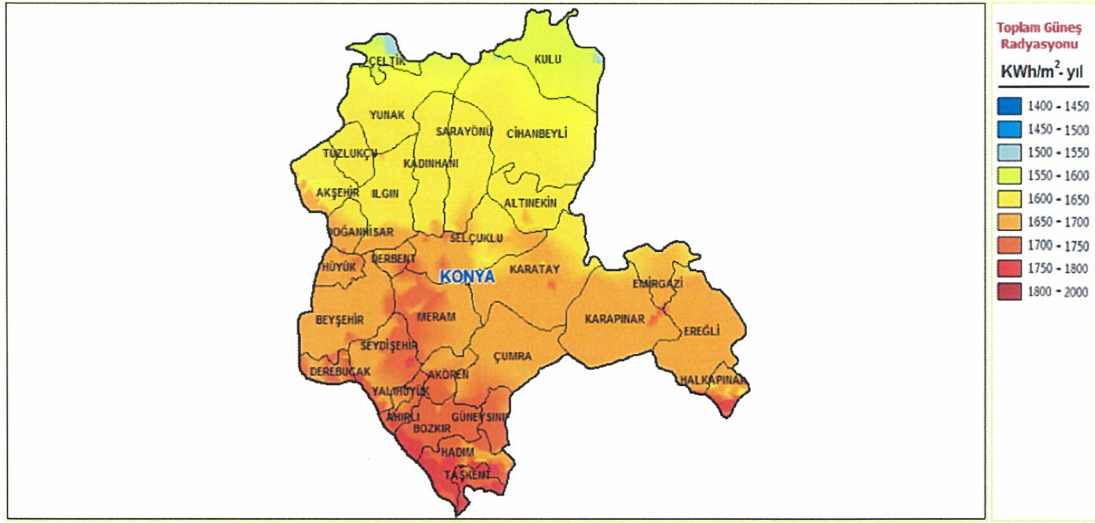 Toplam Güneş
Radyasyonu
KWh/m²- yıl
1400 - 1450
1450 - 1500
1500 - 1550
1550 - 1600
1600 - 1650
1650 - 1700
1700 - 1750
1750 - 1800
1800 - 2000
KULU
ÇELTİK
YUNAK
SARAYÖNÜ
CİHANBEYLİ
TUZLUKÇU
KADINHANI
AKŞEHİR
ILGIN
ALTINEKİN
DOĞANHİSAR
SELÇUKLU
DERBENT
HÜYÜK
KONYA
KARATAY
EMİRGAZİ
BEYŞEHİR
MERAM
KARAPINAR
EREĞLİ
SEYDİŞEHİR
ÇUMRA
DEREBUCAK
AKÖREN
HALKAPINAR
YALIHÜYÜK
AHIRLI
GÜNEYSINIR
BOZKIR
HADIM
TAŞKENT